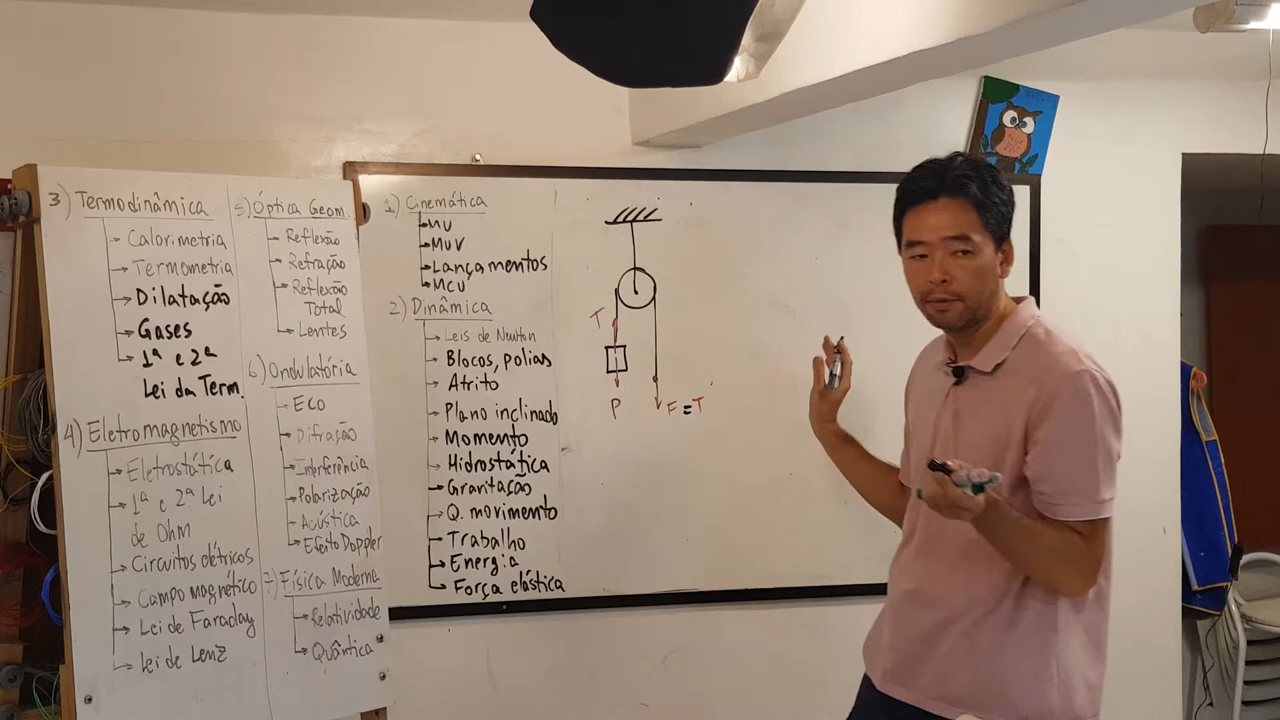 3) Termodinâmica
Calorimetria
Termometria
Dilatação
Gases
1ª e 2ª
Lei da Term.
4) Eletromagnetismo
Eletrostática
1ª e 2ª Lei
de Ohm
Circuitos elétricos
Campo magnético
Lei de Faraday
Lei de Lenz
5) Óptica Geom.
Reflexão
Refração
Reflexão
Total
Lentes
6) Ondulatória
Eco
Difração
Interferência
Polarização
Acústica
Efeito Doppler
7) Física Moderna
Relatividade
Quântica
1) Cinemática
MU
MUV
Lançamentos
MCU
2) Dinâmica
Leis de Newton
Blocos, polias
Atrito
Plano inclinado
Momento
Hidrostática
Gravitação
Q. movimento
Trabalho
Energia
Força elástica
T
P
F = T